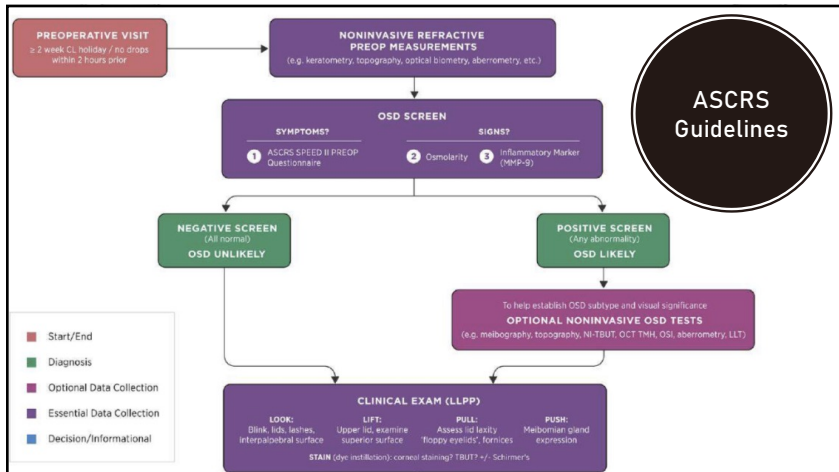 PREOPERATIVE VISIT
≥ 2 week CL holiday / no drops
within 2 hours prior
NONINVASIVE REFRACTIVE
PREOP MEASUREMENTS
(e.g. keratometry, topography, optical biometry, aberrometry, etc.)
ASCRS
Guidelines
OSD SCREEN
SYMPTOMS?
1 ASCRS SPEED II PREOP
Questionnaire
SIGNS?
2 Osmolarity
3 Inflammatory Marker
(MMP-9)
NEGATIVE SCREEN
(All normal)
OSD UNLIKELY
POSITIVE SCREEN
(Any abnormality)
OSD LIKELY
To help establish OSD subtype and visual significance
OPTIONAL NONINVASIVE OSD TESTS
(e.g. meibography, topography, NI-TBUT, OCT TMH, OSI, aberrometry, LLT)
Start/End
Diagnosis
Optional Data Collection
Essential Data Collection
Decision/Informational
CLINICAL EXAM (LLPP)
LOOK:
Blink, lids, lashes,
interpalpebral surface
LIFT:
Upper lid, examine
superior surface
PULL:
Assess lid laxity
'floppy eyelids', fornices
PUSH:
Meibomian gland
expression
STAIN (dye instillation): corneal staining? TBUT? +/- Schirmer's